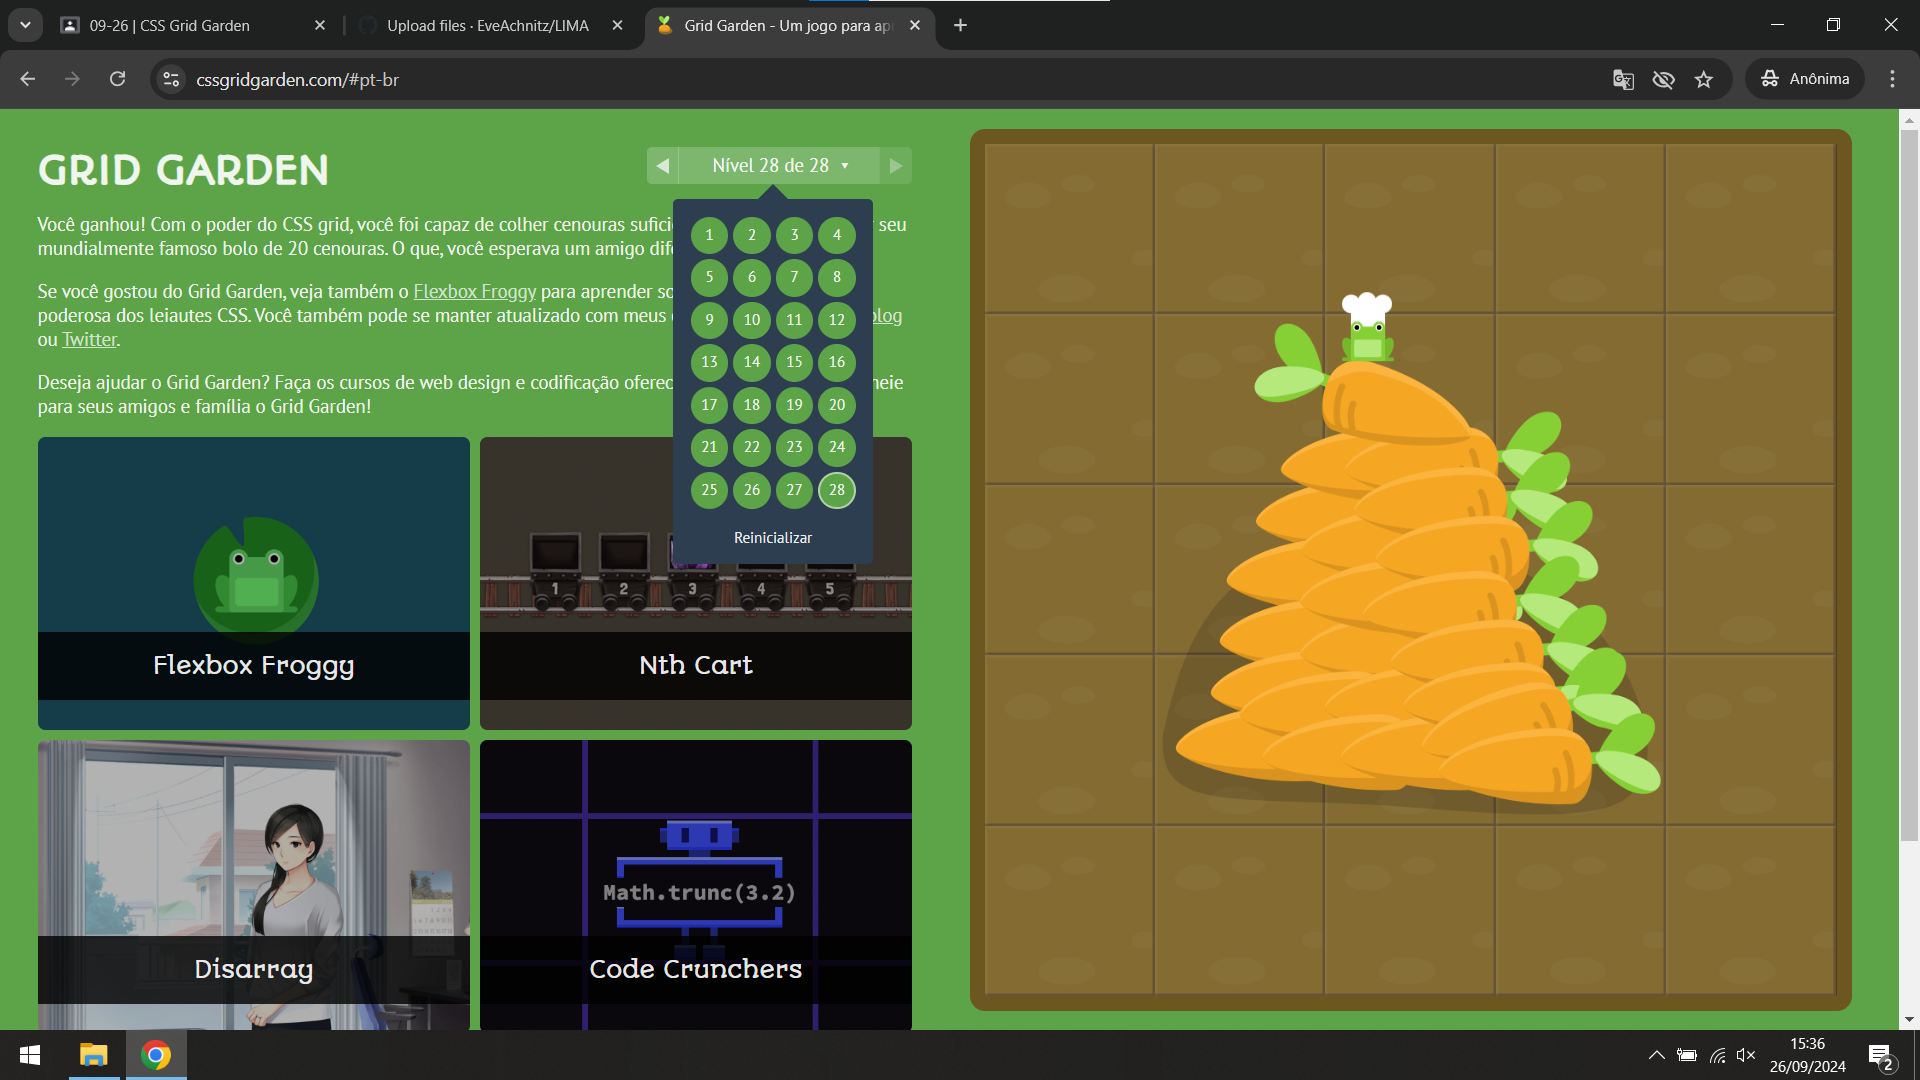 09-26 | CSS Grid Garden
Upload files · EveAchnitz/LIMA
Grid Garden - Um jogo para apr
cssgridgarden.com/#pt-br
Anônima
GRID GARDEN
Nível 28 de 28
Você ganhou! Com o poder do CSS grid, você foi capaz de colher cenouras sufici seu
mundialmente famoso bolo de 20 cenouras. O que, você esperava um amigo dif
Se você gostou do Grid Garden, veja também o Flexbox Froggy para aprender so
poderosa dos leiautes CSS. Você também pode se manter atualizado com meus blog
ou Twitter.
Deseja ajudar o Grid Garden? Faça os cursos de web design e codificação oferec neie
para seus amigos e família o Grid Garden!
1 2 3 4
5 6 7 8
9 10 11 12
13 14 15 16
17 18 19 20
21 22 23 24
25 26 27 28
Reinicializar
1 2 3 4 5
Flexbox Froggy
Nth Cart
Math.trunc(3.2)
Disarray
Code Crunchers
15:36
26/09/2024
2